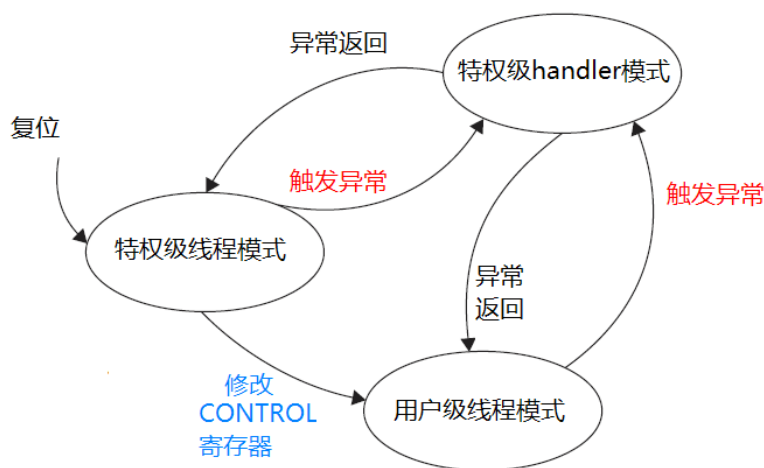 异常返回
特权级handler模式
复位
触发异常
触发异常
特权级线程模式
异常
返回
修改
CONTROL
寄存器
用户级线程模式